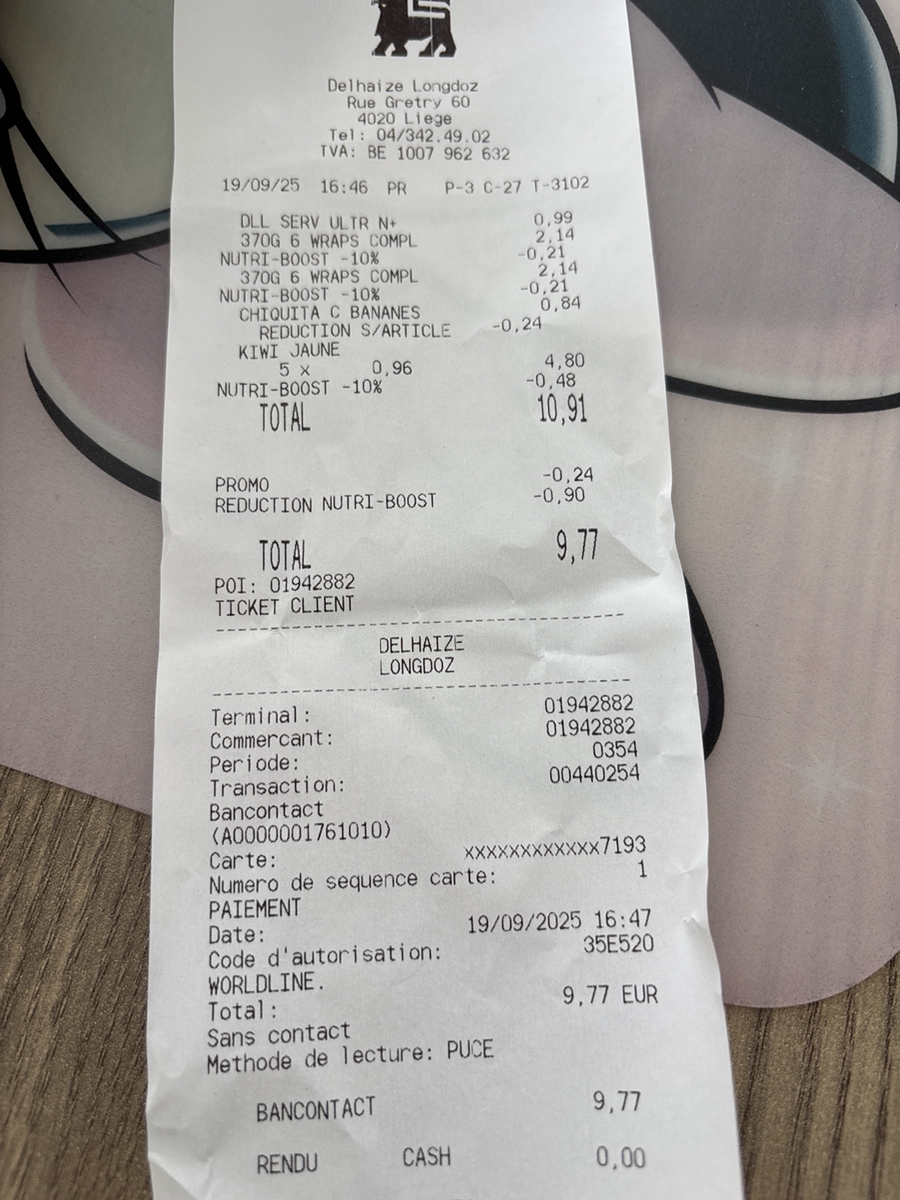 Delhaize Longdoz
Rue Gretry 60
4020 Liege
Tel: 04/342.49.02
TVA: BE 1007 962 632
19/09/25 16:46 PR P-3 C-27 T-3102
DLL SERV ULTR N+ 0,99
370G 6 WRAPS COMPL 2,14
NUTRI-BOOST -10% -0,21
370G 6 WRAPS COMPL 2,14
NUTRI-BOOST -10% -0,21
CHIQUITA C BANANES 0,84
REDUCTION S/ARTICLE -0,24
KIWI JAUNE
5 x 0,96 4,80
NUTRI-BOOST -10% -0,48
TOTAL 10,91
PROMO -0,24
REDUCTION NUTRI-BOOST -0,90
TOTAL 9,77
POI: 01942882
TICKET CLIENT
DELHAIZE
LONGDOZ
Terminal: 01942882
Commercant: 01942882
Periode: 0354
Transaction: 00440254
Bancontact
(A0000001761010)
Carte: xxxxxxxxxxxx7193
Numero de sequence carte: 1
PAIEMENT
Date: 19/09/2025 16:47
Code d'autorisation: 35E520
WORLDLINE.
Total: 9,77 EUR
Sans contact
Methode de lecture: PUCE
BANCONTACT 9,77
RENDU CASH 0,00